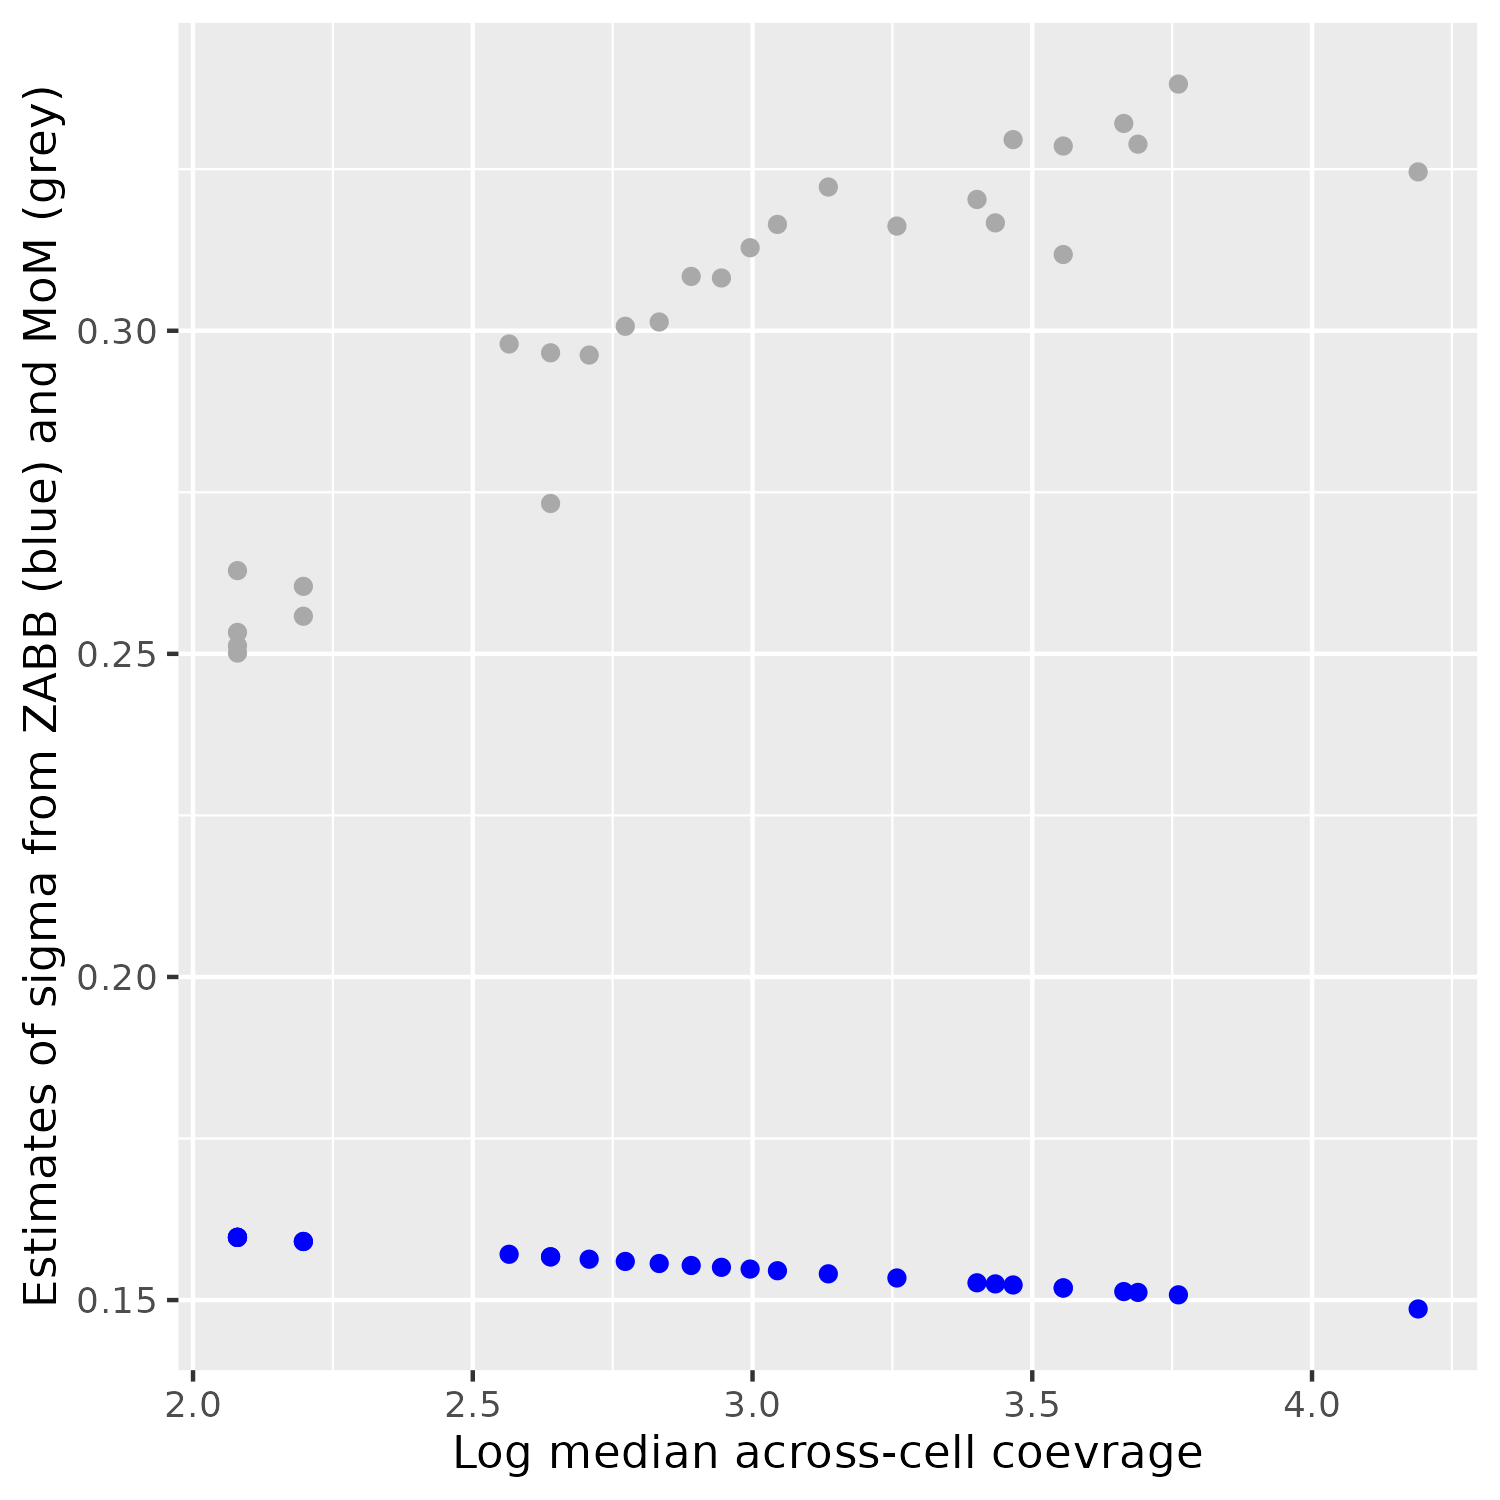 Estimates of sigma from ZABB (blue) and MoM (grey)
0.30
0.25
0.20
0.15
2.0 2.5 3.0 3.5 4.0
Log median across-cell coevrage